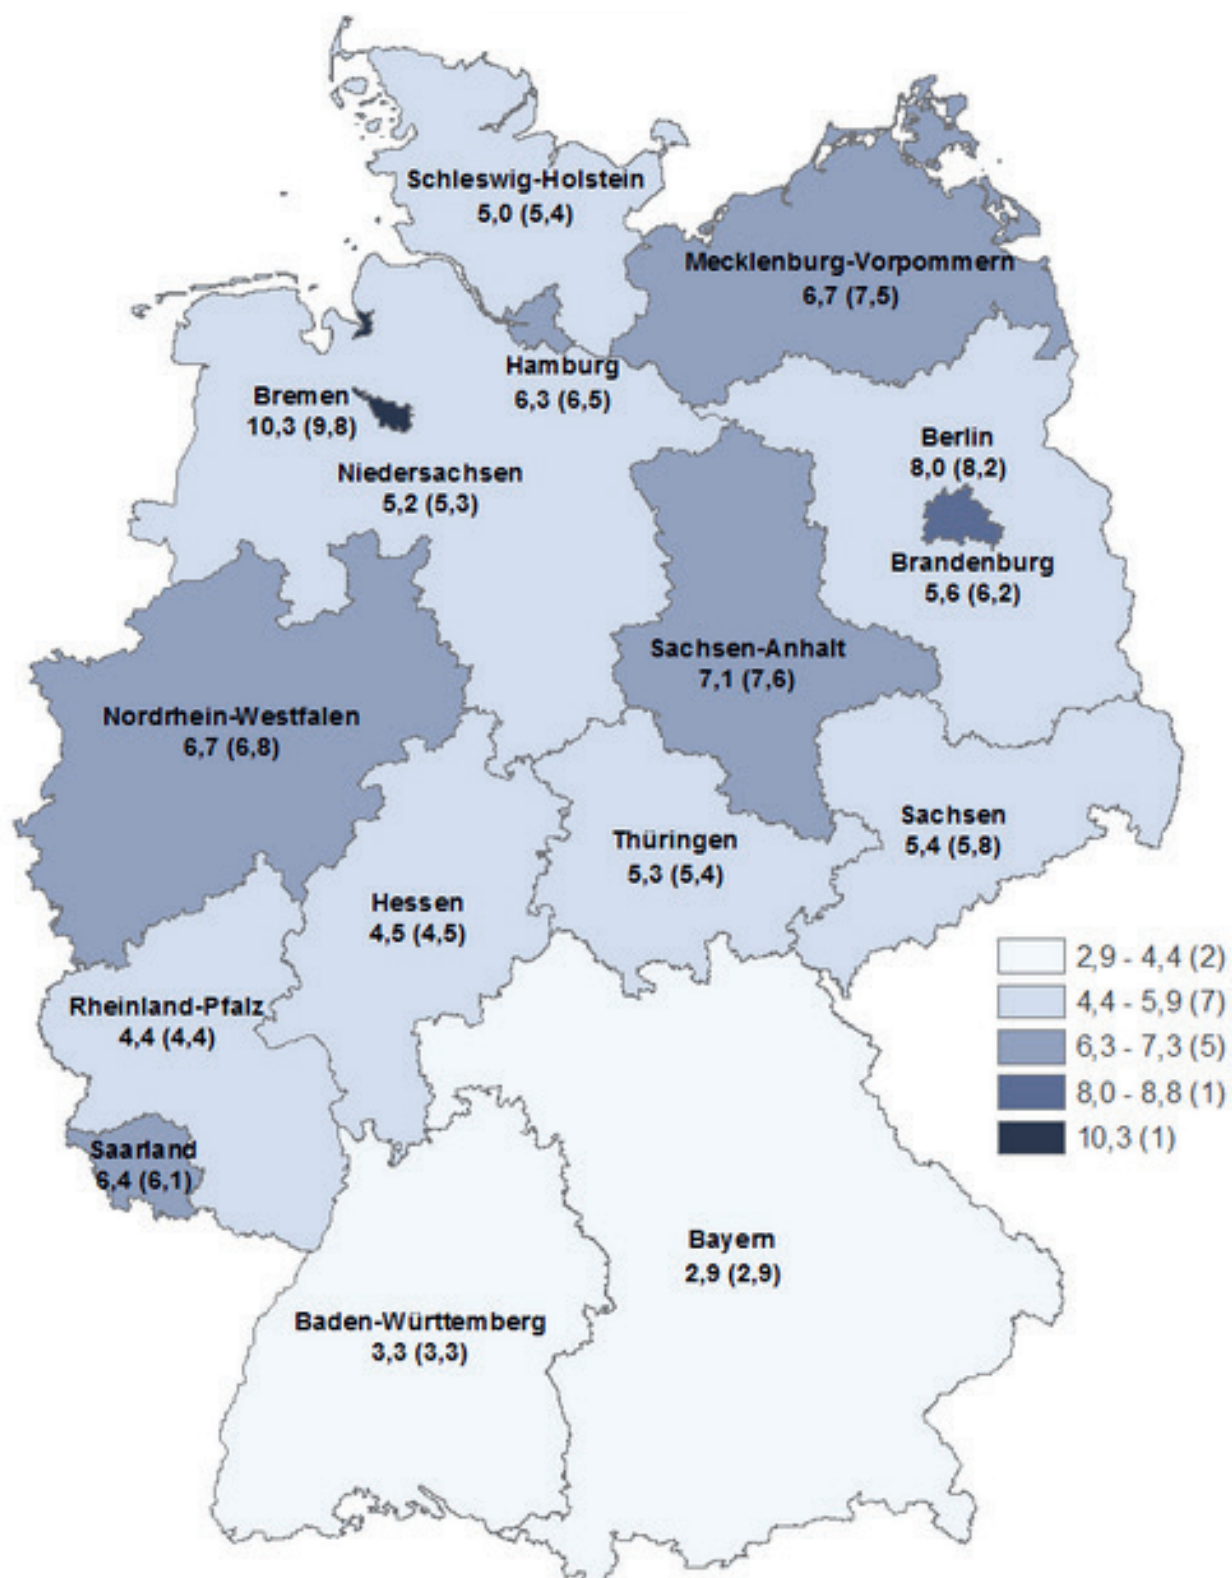 Schleswig-Holstein
5,0 (5,4)
Mecklenburg-Vorpommern
6,7 (7,5)
Hamburg
6,3 (6,5)
Bremen
10,3 (9,8)
Berlin
8,0 (8,2)
Niedersachsen
5,2 (5,3)
Brandenburg
5,6 (6,2)
Sachsen-Anhalt
7,1 (7,6)
Nordrhein-Westfalen
6,7 (6,8)
Sachsen
5,4 (5,8)
Thüringen
5,3 (5,4)
Hessen
4,5 (4,5)
Rheinland-Pfalz
4,4 (4,4)
Saarland
6,4 (6,1)
Bayern
2,9 (2,9)
Baden-Württemberg
3,3 (3,3)
2,9 - 4,4 (2)
4,4 - 5,9 (7)
6,3 - 7,3 (5)
8,0 - 8,8 (1)
10,3 (1)